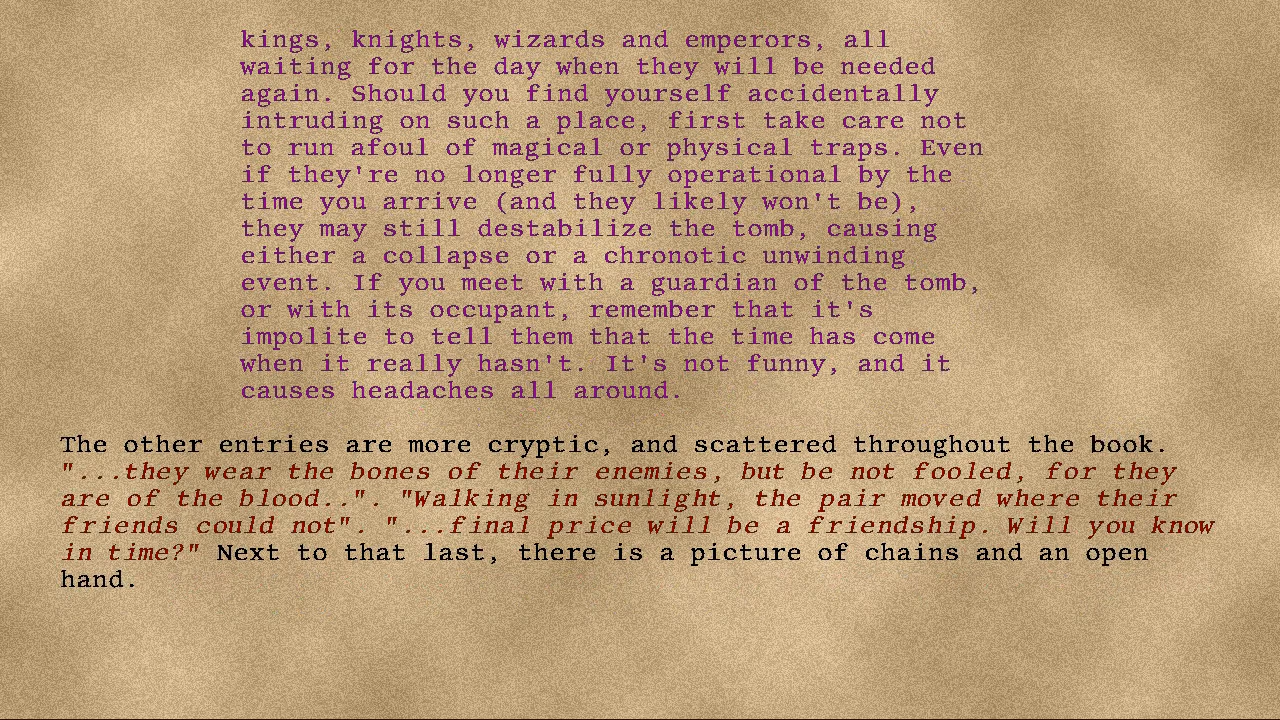 kings, knights, wizards and emperors, all
waiting for the day when they will be needed
again. Should you find yourself accidentally
intruding on such a place, first take care not
to run afoul of magical or physical traps. Even
if they're no longer fully operational by the
time you arrive (and they likely won't be),
they may still destabilize the tomb, causing
either a collapse or a chronotic unwinding
event. If you meet with a guardian of the tomb,
or with its occupant, remember that it's
impolite to tell them that the time has come
when it really hasn't. It's not funny, and it
causes headaches all around.
The other entries are more cryptic, and scattered throughout the book.
"...they wear the bones of their enemies, but be not fooled, for they
are of the blood..". "Walking in sunlight, the pair moved where their
friends could not". "...final price will be a friendship. Will you know
in time?" Next to that last, there is a picture of chains and an open
hand.